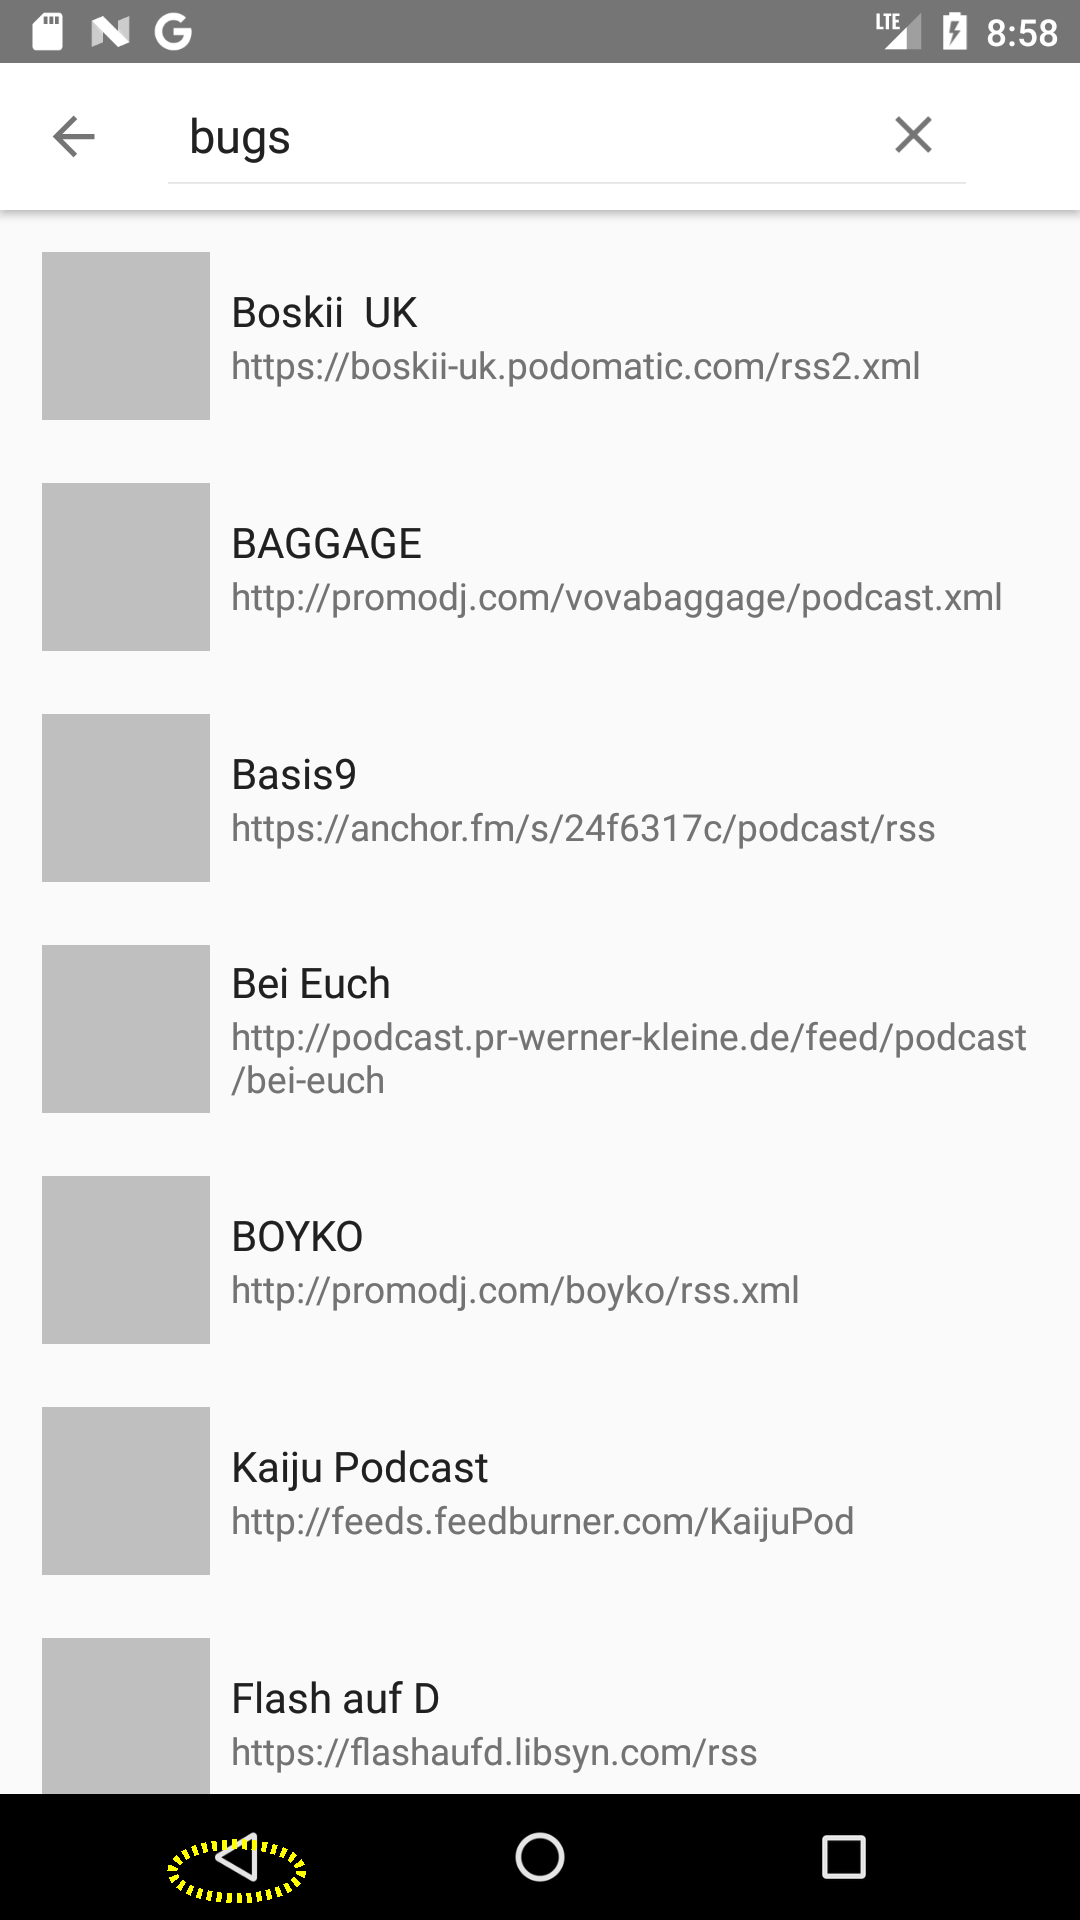 LTE 8:58
bugs
Boskii  UK
https://boskii-uk.podomatic.com/rss2.xml
BAGGAGE
http://promodj.com/vovabaggage/podcast.xml
Basis9
https://anchor.fm/s/24f6317c/podcast/rss
Bei Euch
http://podcast.pr-werner-kleine.de/feed/podcast
/bei-euch
BOYKO
http://promodj.com/boyko/rss.xml
Kaiju Podcast
http://feeds.feedburner.com/KaijuPod
Flash auf D
https://flashaufd.libsyn.com/rss